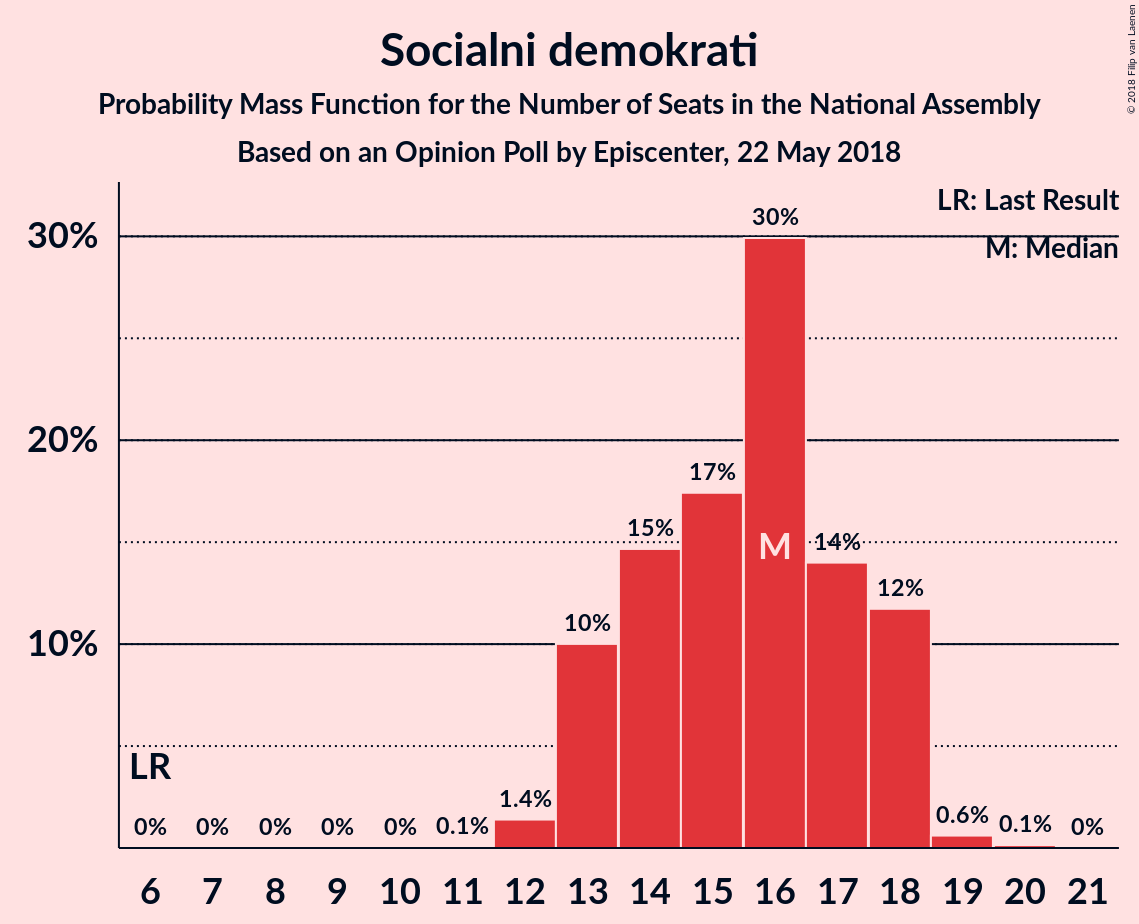 Socialni demokrati
Probability Mass Function for the Number of Seats in the National Assembly
Based on an Opinion Poll by Episcenter, 22 May 2018
© 2018 Filip van Laenen
LR: Last Result
M: Median
30%
20%
10%
LR
M
0%
0%
0%
0%
0%
0.1%
1.4%
10%
15%
17%
30%
14%
12%
0.6%
0.1%
0%
6 7 8 9 10 11 12 13 14 15 16 17 18 19 20 21